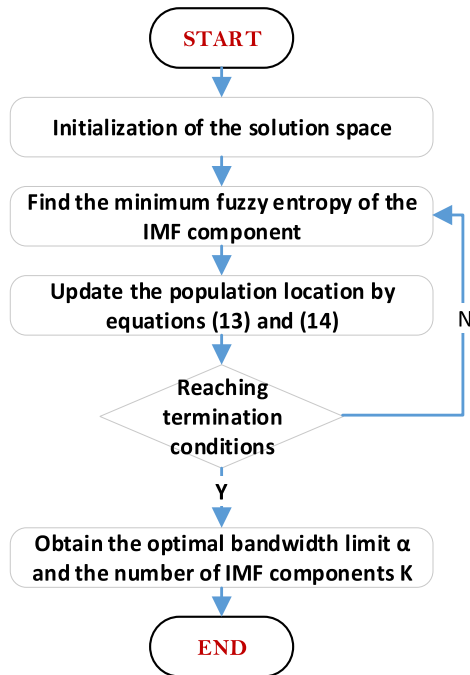 START
Initialization of the solution space
Find the minimum fuzzy entropy of the
IMF component
Update the population location by
equations (13) and (14)
Reaching
termination
conditions
N
Y
Obtain the optimal bandwidth limit α
and the number of IMF components K
END